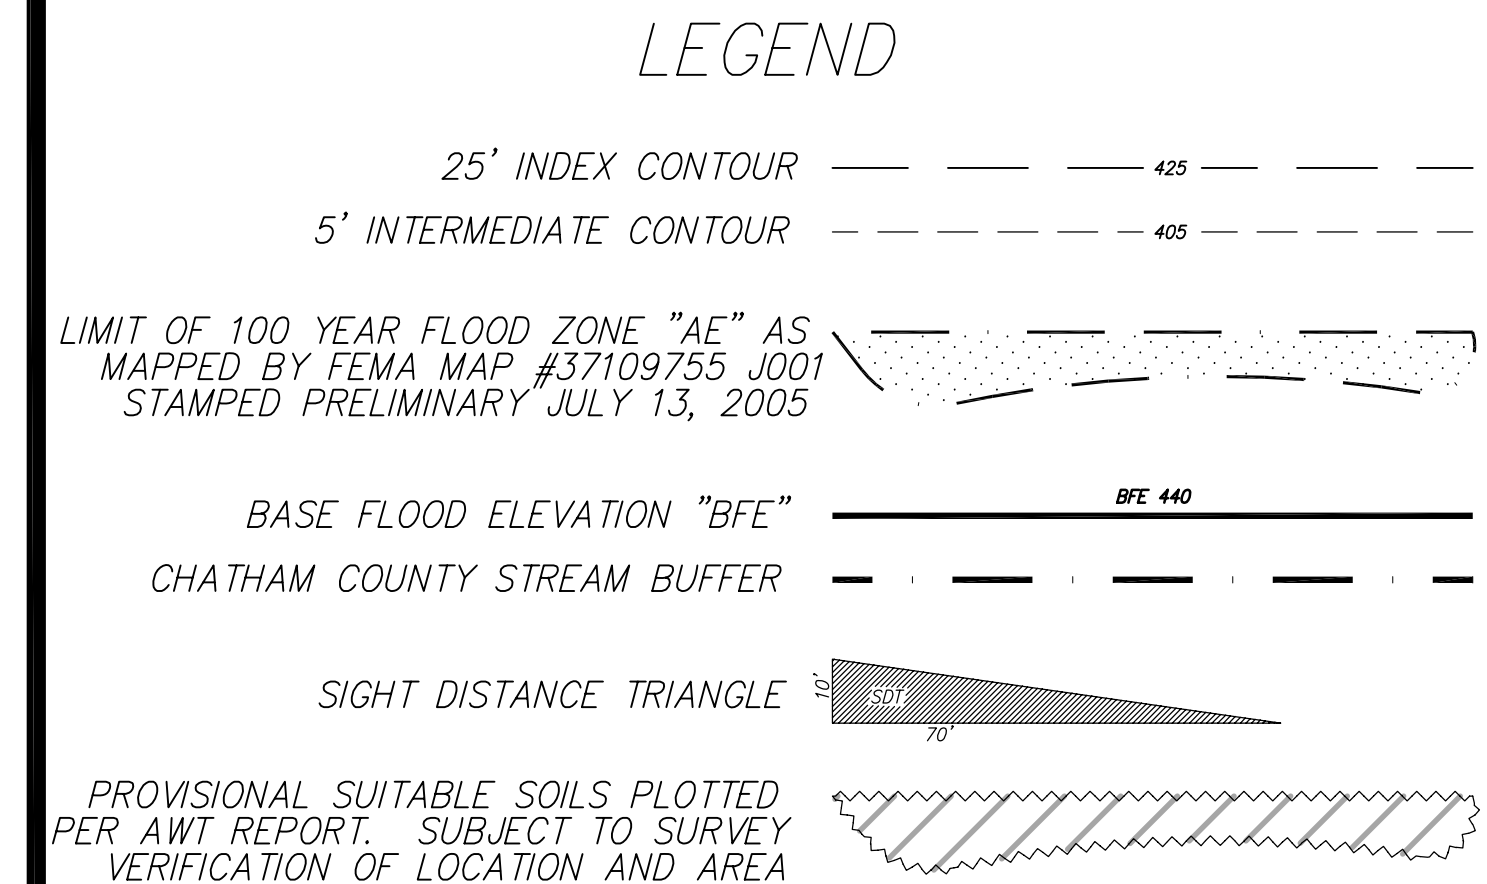 LEGEND
25' INDEX CONTOUR
425
5' INTERMEDIATE CONTOUR
405
LIMIT OF 100 YEAR FLOOD ZONE "AE" AS
MAPPED BY FEMA MAP #37109755 J001
STAMPED PRELIMINARY JULY 13, 2005
BFE 440
BASE FLOOD ELEVATION "BFE"
CHATHAM COUNTY STREAM BUFFER
SIGHT DISTANCE TRIANGLE
10'
SDT
70'
PROVISIONAL SUITABLE SOILS PLOTTED
PER AWT REPORT. SUBJECT TO SURVEY
VERIFICATION OF LOCATION AND AREA